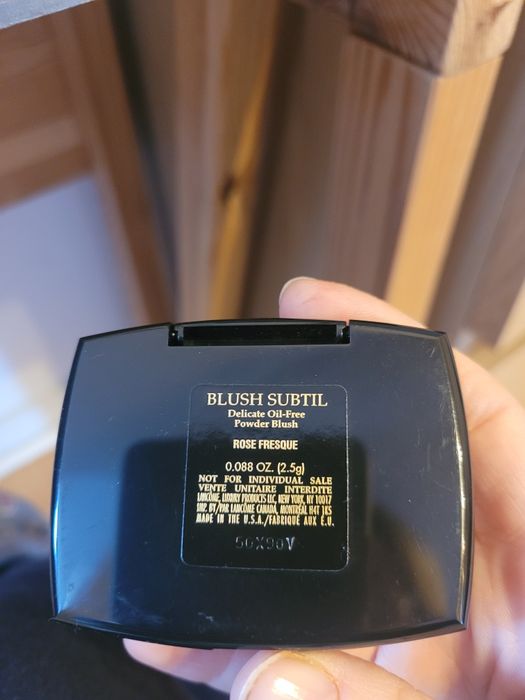 BLUSH SUBTIL
Delicate Oil-Free
Powder Blush
ROSE FRESQUE
0.088 OZ. (2.5g)
NOT FOR INDIVIDUAL SALE
VENTE UNITAIRE INTERDITE
LANCÔME, LUXURY PRODUCTS LLC, NEW YORK, NY 10017
IMP. BY/PAR LANCÔME CANADA, MONTRÉAL H4T 1K5
MADE IN THE U.S.A./FABRIQUÉ AUX É.U.